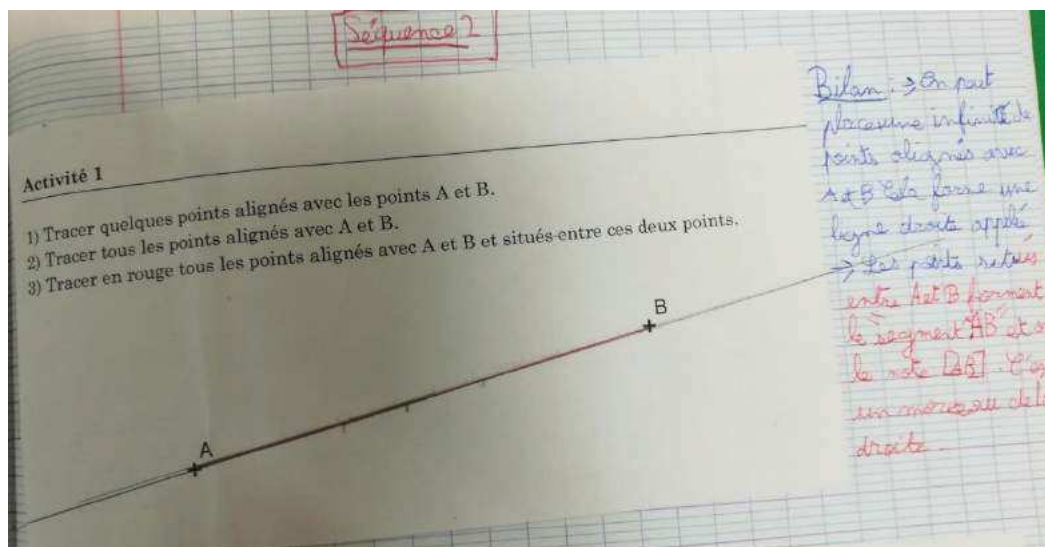 Séquence 2
Activité 1
1) Tracer quelques points alignés avec les points A et B.
2) Tracer tous les points alignés avec A et B.
3) Tracer en rouge tous les points alignés avec A et B et situés entre ces deux points.
A
B
Bilan : → On peut
placer une infinité de
points alignés avec
A et B Cela forme une
ligne droite appelé
→ Les points situés
entre A et B forment
le "segment AB" et
le note [AB]. C'es
un morceau de l
droite.